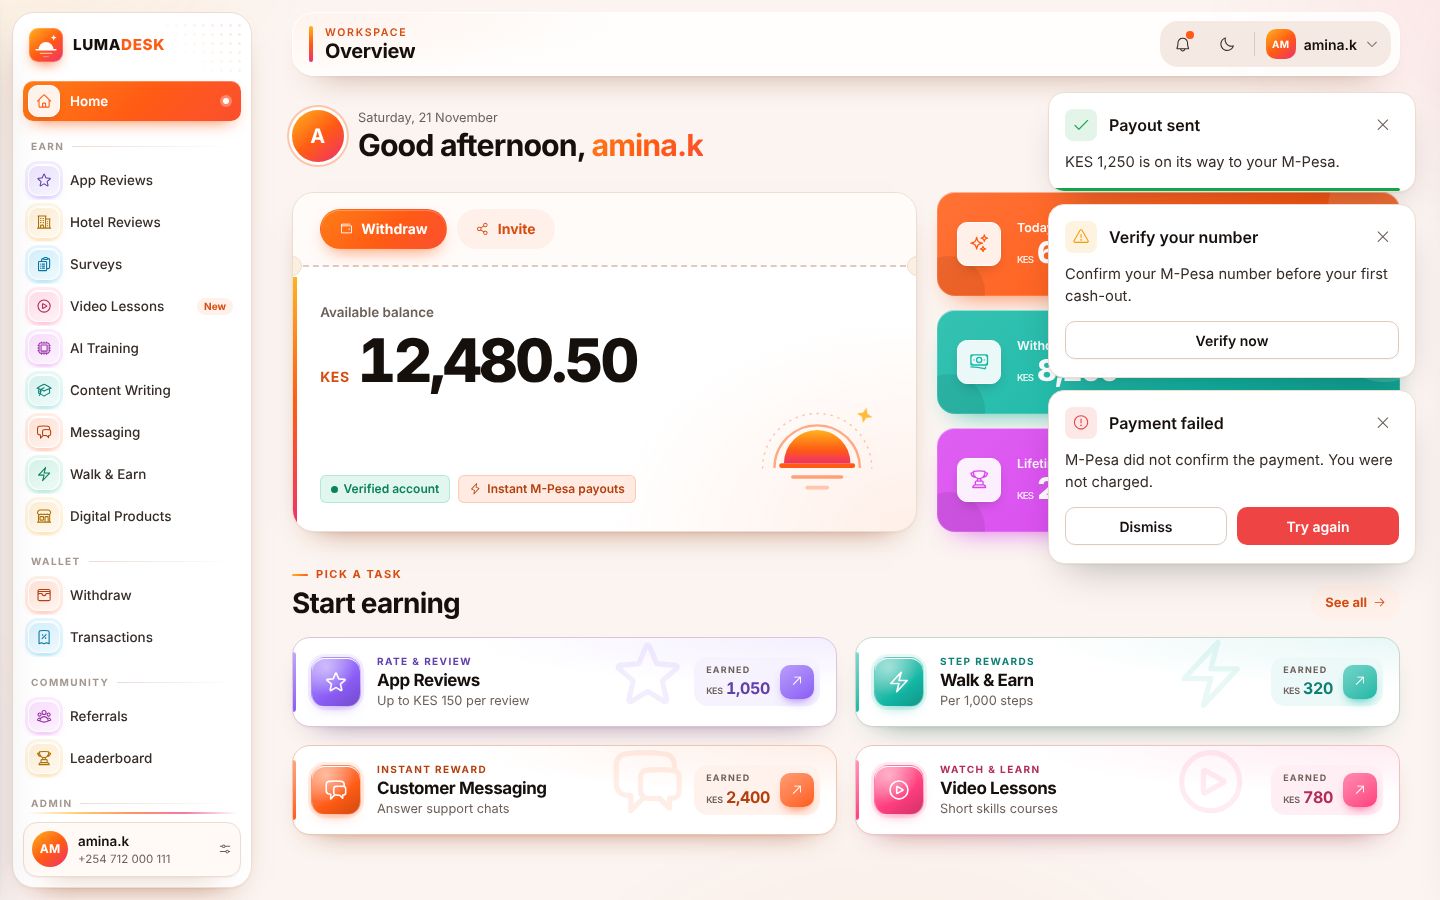 LUMADESK
Home
EARN
App Reviews
Hotel Reviews
Surveys
Video Lessons
New
AI Training
Content Writing
Messaging
Walk & Earn
Digital Products
WALLET
Withdraw
Transactions
COMMUNITY
Referrals
Leaderboard
ADMIN
AM
amina.k
+254 712 000 111
WORKSPACE
Overview
AM
amina.k
A
Saturday, 21 November
Good afternoon, amina.k
Withdraw
Invite
Available balance
KES 12,480.50
Verified account
Instant M-Pesa payouts
KES
KES
KES
Payout sent
KES 1,250 is on its way to your M-Pesa.
Verify your number
Confirm your M-Pesa number before your first
cash-out.
Verify now
Payment failed
M-Pesa did not confirm the payment. You were
not charged.
Dismiss
Try again
PICK A TASK
Start earning
See all
RATE & REVIEW
App Reviews
Up to KES 150 per review
EARNED
KES 1,050
STEP REWARDS
Walk & Earn
Per 1,000 steps
EARNED
KES 320
INSTANT REWARD
Customer Messaging
Answer support chats
EARNED
KES 2,400
WATCH & LEARN
Video Lessons
Short skills courses
EARNED
KES 780